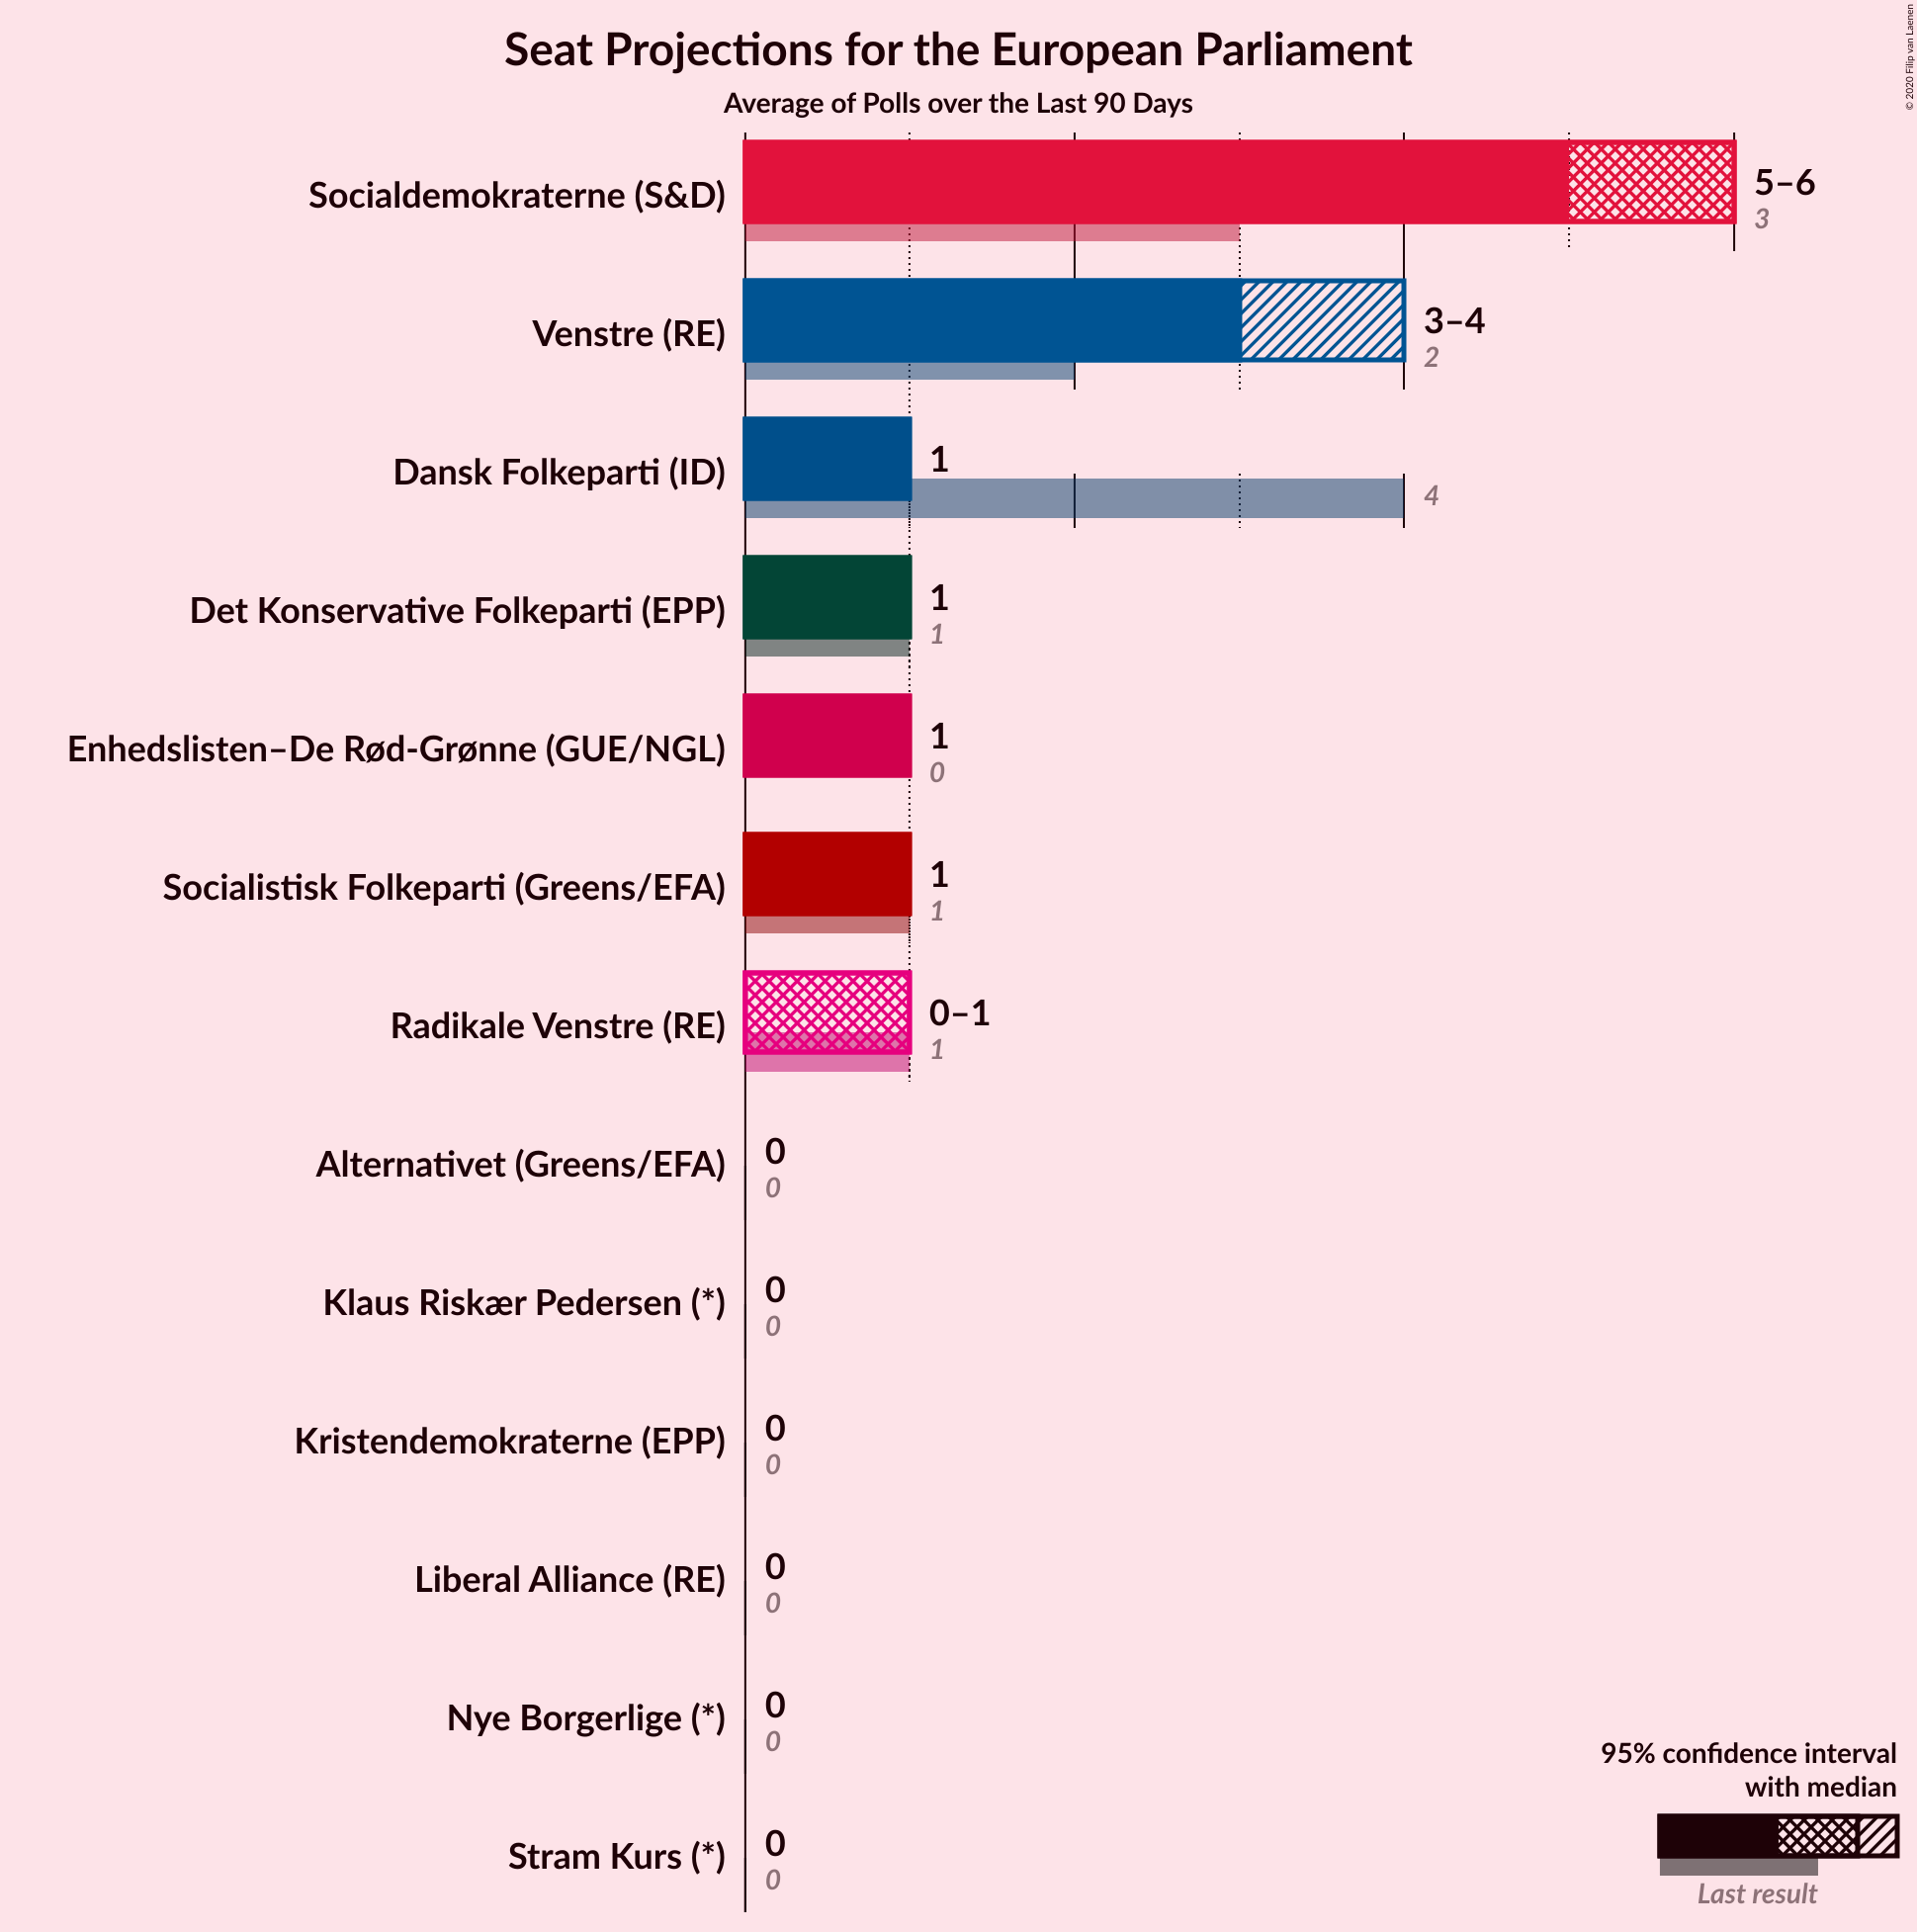 Seat Projections for the European Parliament
Average of Polls over the Last 90 Days
© 2020 Filip van Laenen
Socialdemokraterne (S&D)
5–6
3
Venstre (RE)
3–4
2
Dansk Folkeparti (ID)
1
4
Det Konservative Folkeparti (EPP)
1
1
Enhedslisten–De Rød-Grønne (GUE/NGL)
1
0
Socialistisk Folkeparti (Greens/EFA)
1
1
Radikale Venstre (RE)
0–1
1
Alternativet (Greens/EFA)
0
0
Klaus Riskær Pedersen (*)
0
0
Kristendemokraterne (EPP)
0
0
Liberal Alliance (RE)
0
0
Nye Borgerlige (*)
0
0
Stram Kurs (*)
0
0
95% confidence interval
with median
Last result